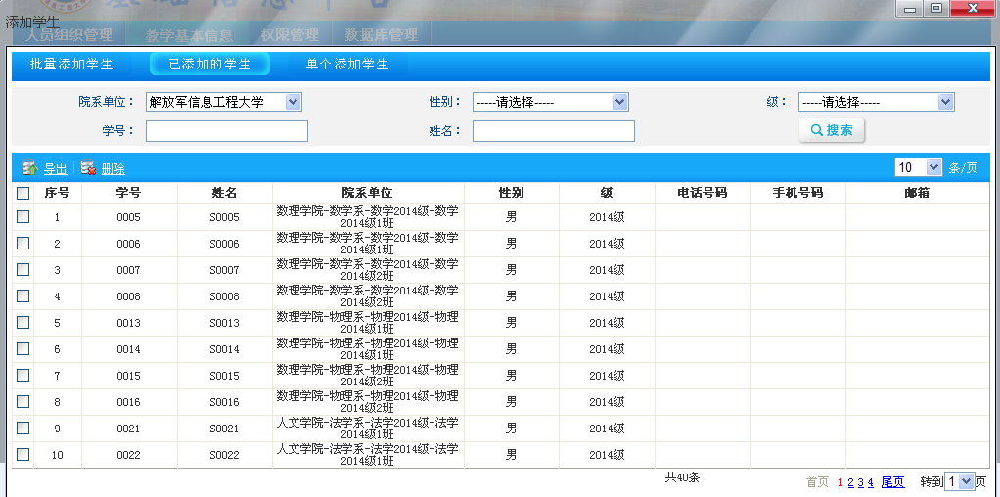 基础信息平台
添加学生
人员组织管理 教学基本信息 权限管理 数据库管理
批量添加学生 已添加的学生 单个添加学生
院系单位： 解放军信息工程大学 性别： -----请选择----- 级： -----请选择-----
学号： 姓名： 搜索
导出 删除 10 条/页
序号 学号 姓名 院系单位 性别 级 电话号码 手机号码 邮箱
1 0005 S0005 数理学院-数学系-数学2014级-数学 男 2014级
2014级1班
2 0006 S0006 数理学院-数学系-数学2014级-数学 男 2014级
2014级1班
3 0007 S0007 数理学院-数学系-数学2014级-数学 男 2014级
2014级2班
4 0008 S0008 数理学院-数学系-数学2014级-数学 男 2014级
2014级2班
5 0013 S0013 数理学院-物理系-物理2014级-物理 男 2014级
2014级1班
6 0014 S0014 数理学院-物理系-物理2014级-物理 男 2014级
2014级1班
7 0015 S0015 数理学院-物理系-物理2014级-物理 男 2014级
2014级2班
8 0016 S0016 数理学院-物理系-物理2014级-物理 男 2014级
2014级2班
9 0021 S0021 人文学院-法学系-法学2014级-法学 男 2014级
2014级1班
10 0022 S0022 人文学院-法学系-法学2014级-法学 男 2014级
2014级1班
共40条
首页 1 2 3 4 尾页 转到 1 页